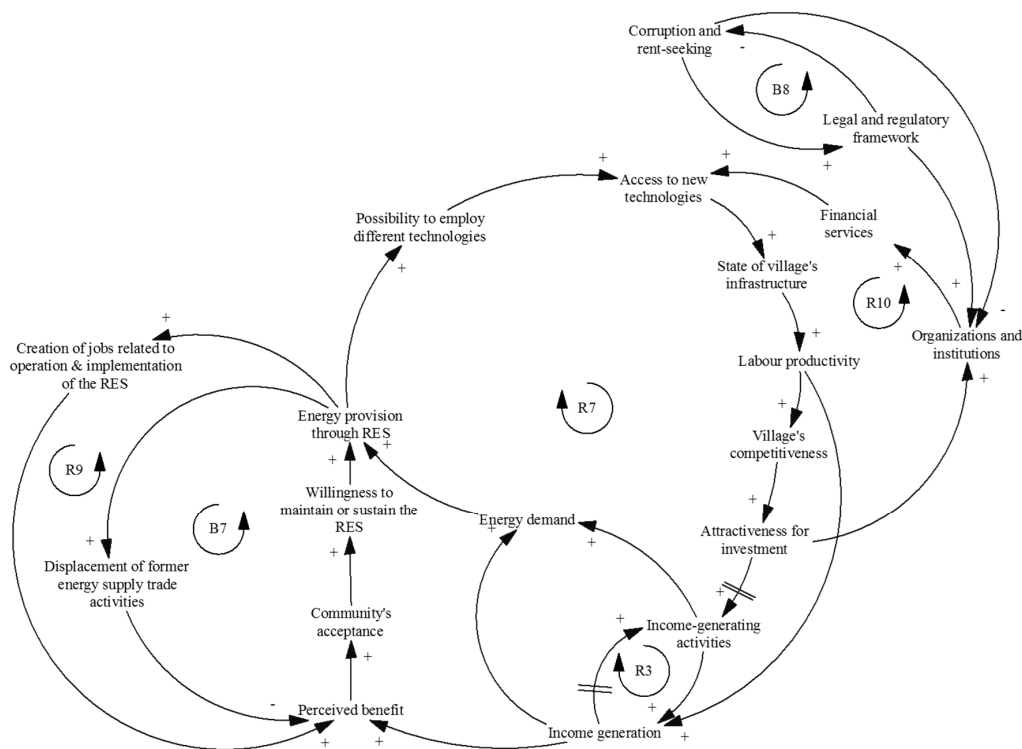 Corruption and
rent-seeking
-
B8
Legal and regulatory
framework
+
+
+
Access to new
technologies
Possibility to employ
different technologies
+
Financial
services
+
State of village's
infrastructure
+
+
R10
-
+
Creation of jobs related to
operation & implementation
of the RES
+
Organizations and
institutions
+
Labour productivity
+
R7
Energy provision
through RES
+
+
Village's
competitiveness
R9
+
Willingness to
maintain or sustain the
RES
+
B7
Energy demand
+
+
Attractiveness for
investment
+
+
Displacement of former
energy supply trade
activities
+
Community's
acceptance
+
+
Income-generating
activities
R3
+
-
Perceived benefit
+
+
+
Income generation
+